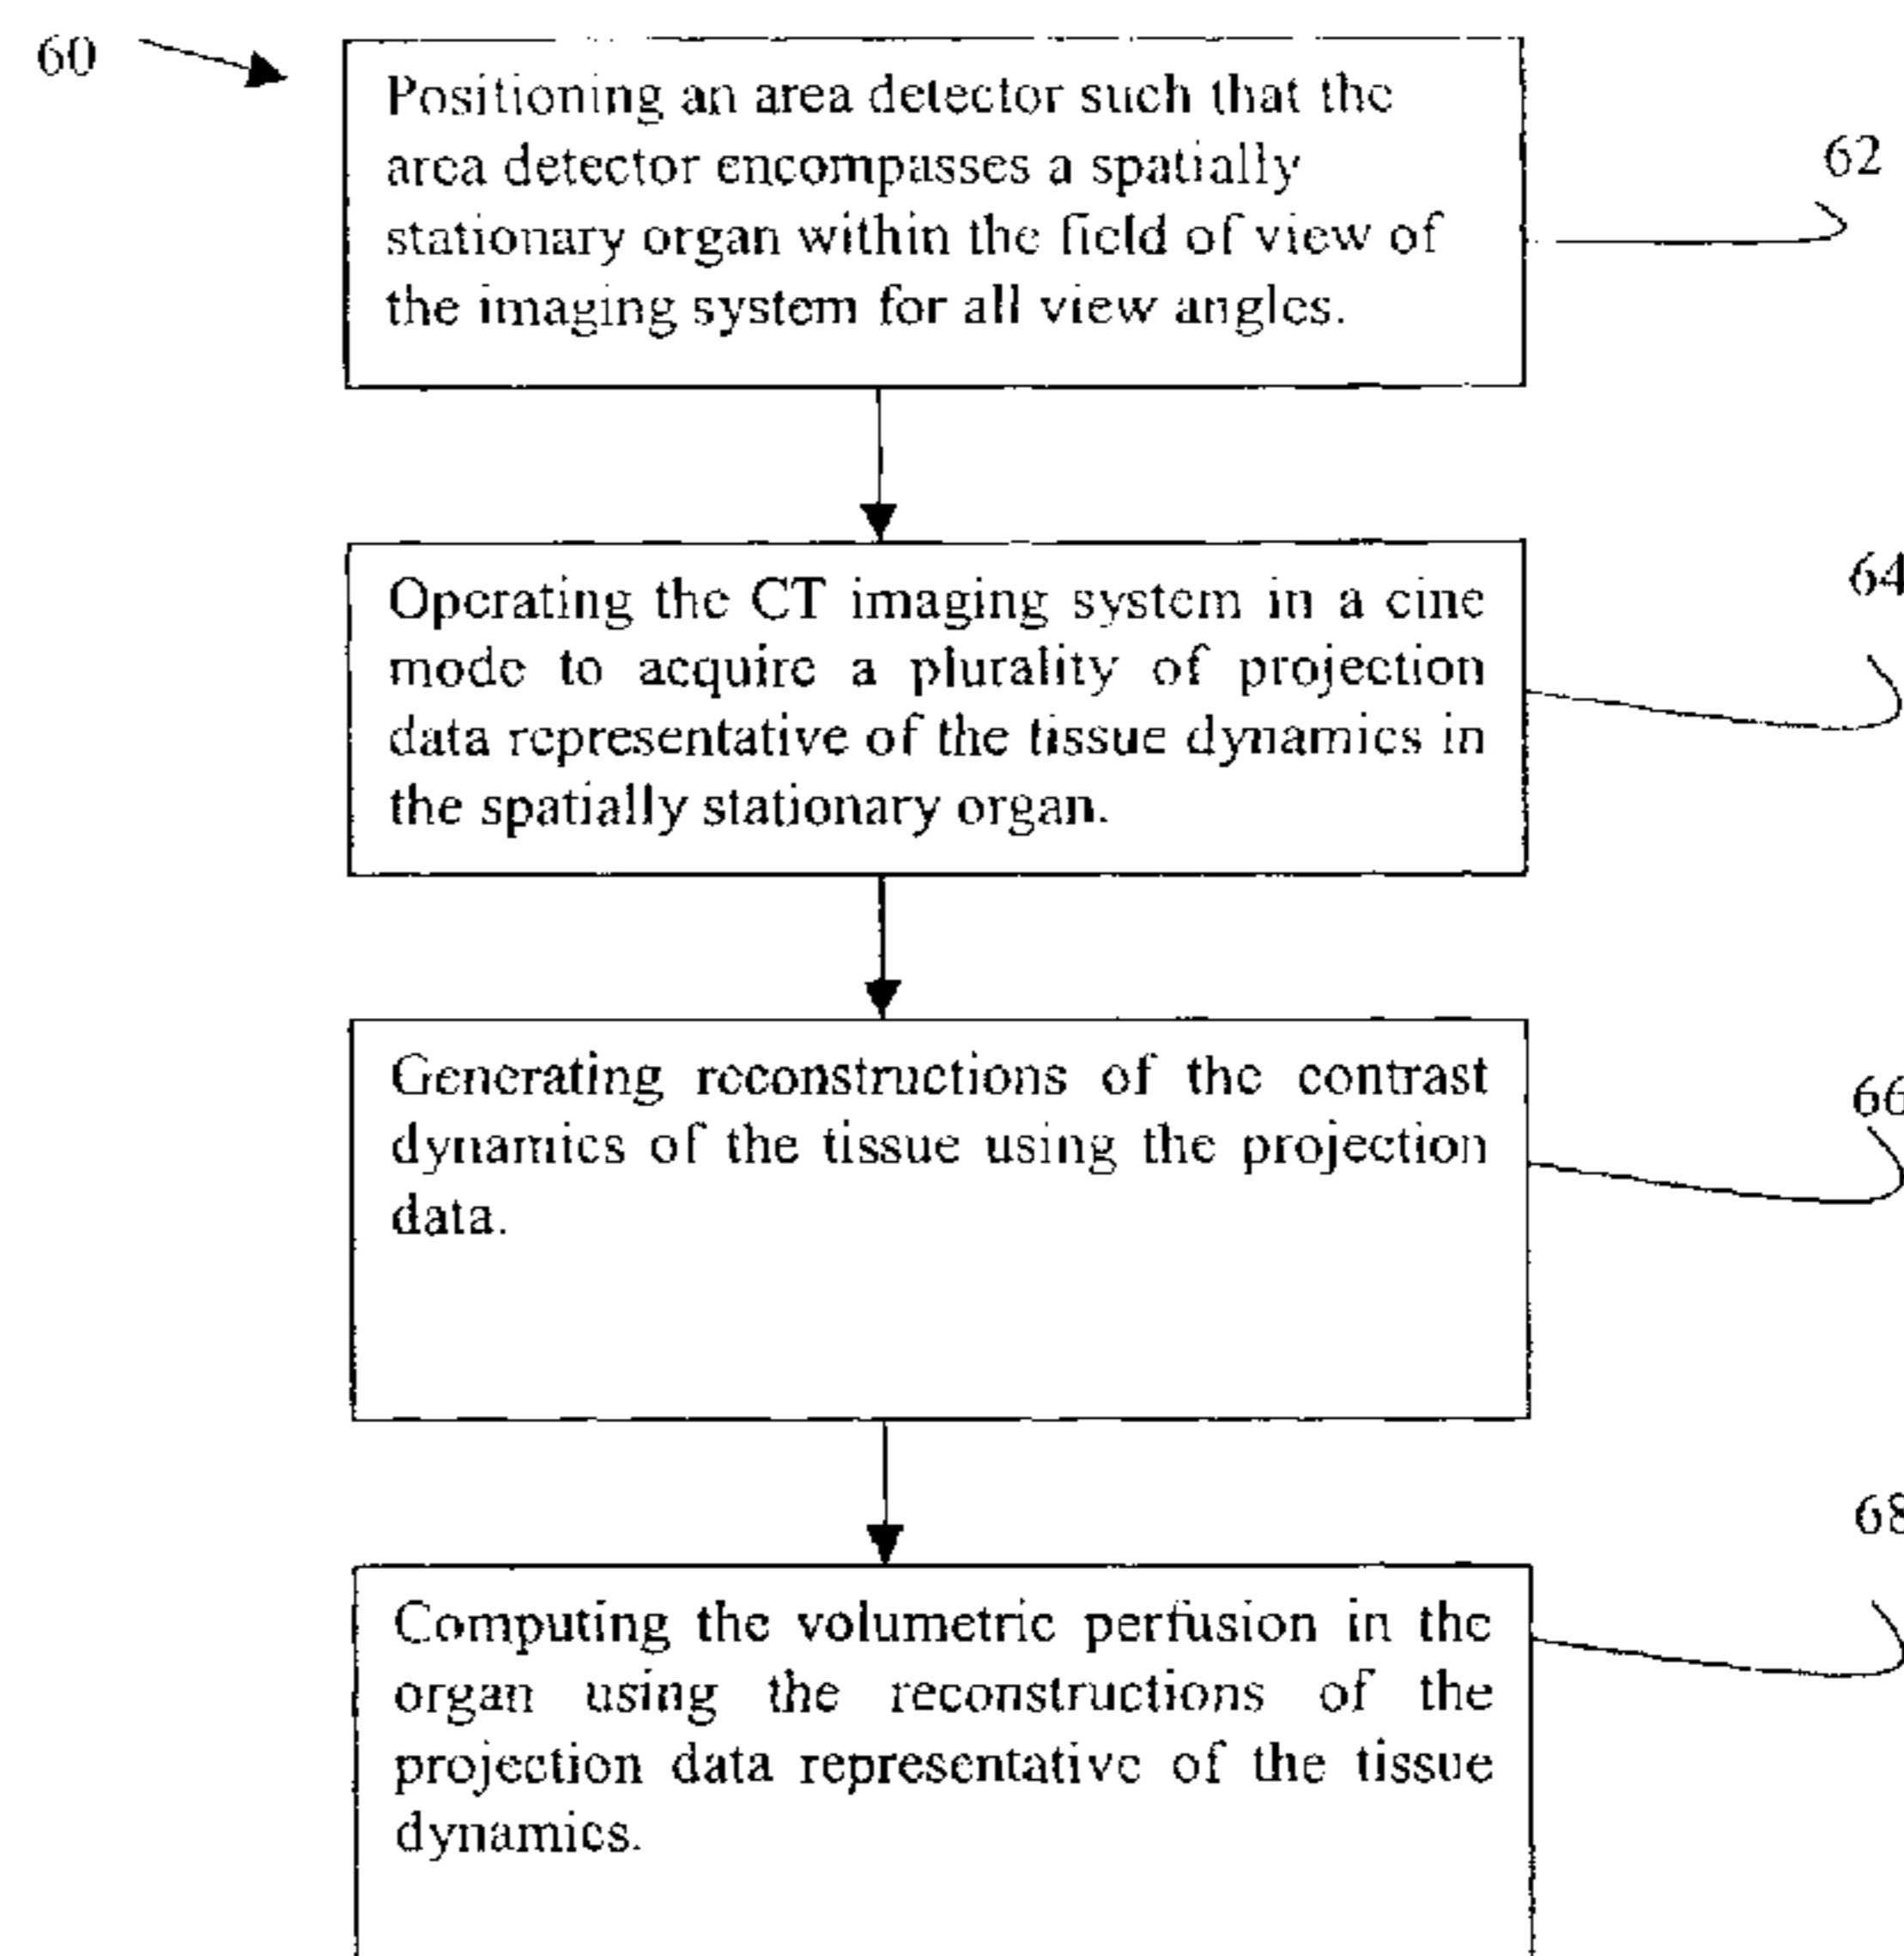 60
Positioning an area detector such that the
area detector encompasses a spatially
stationary organ within the field of view of
the imaging system for all view angles.
62
Operating the CT imaging system in a cine
mode to acquire a plurality of projection
data representative of the tissue dynamics in
the spatially stationary organ.
64
Generating reconstructions of the contrast
dynamics of the tissue using the projection
data.
66
Computing the volumetric perfusion in the
organ using the reconstructions of the
projection data representative of the tissue
dynamics.
68